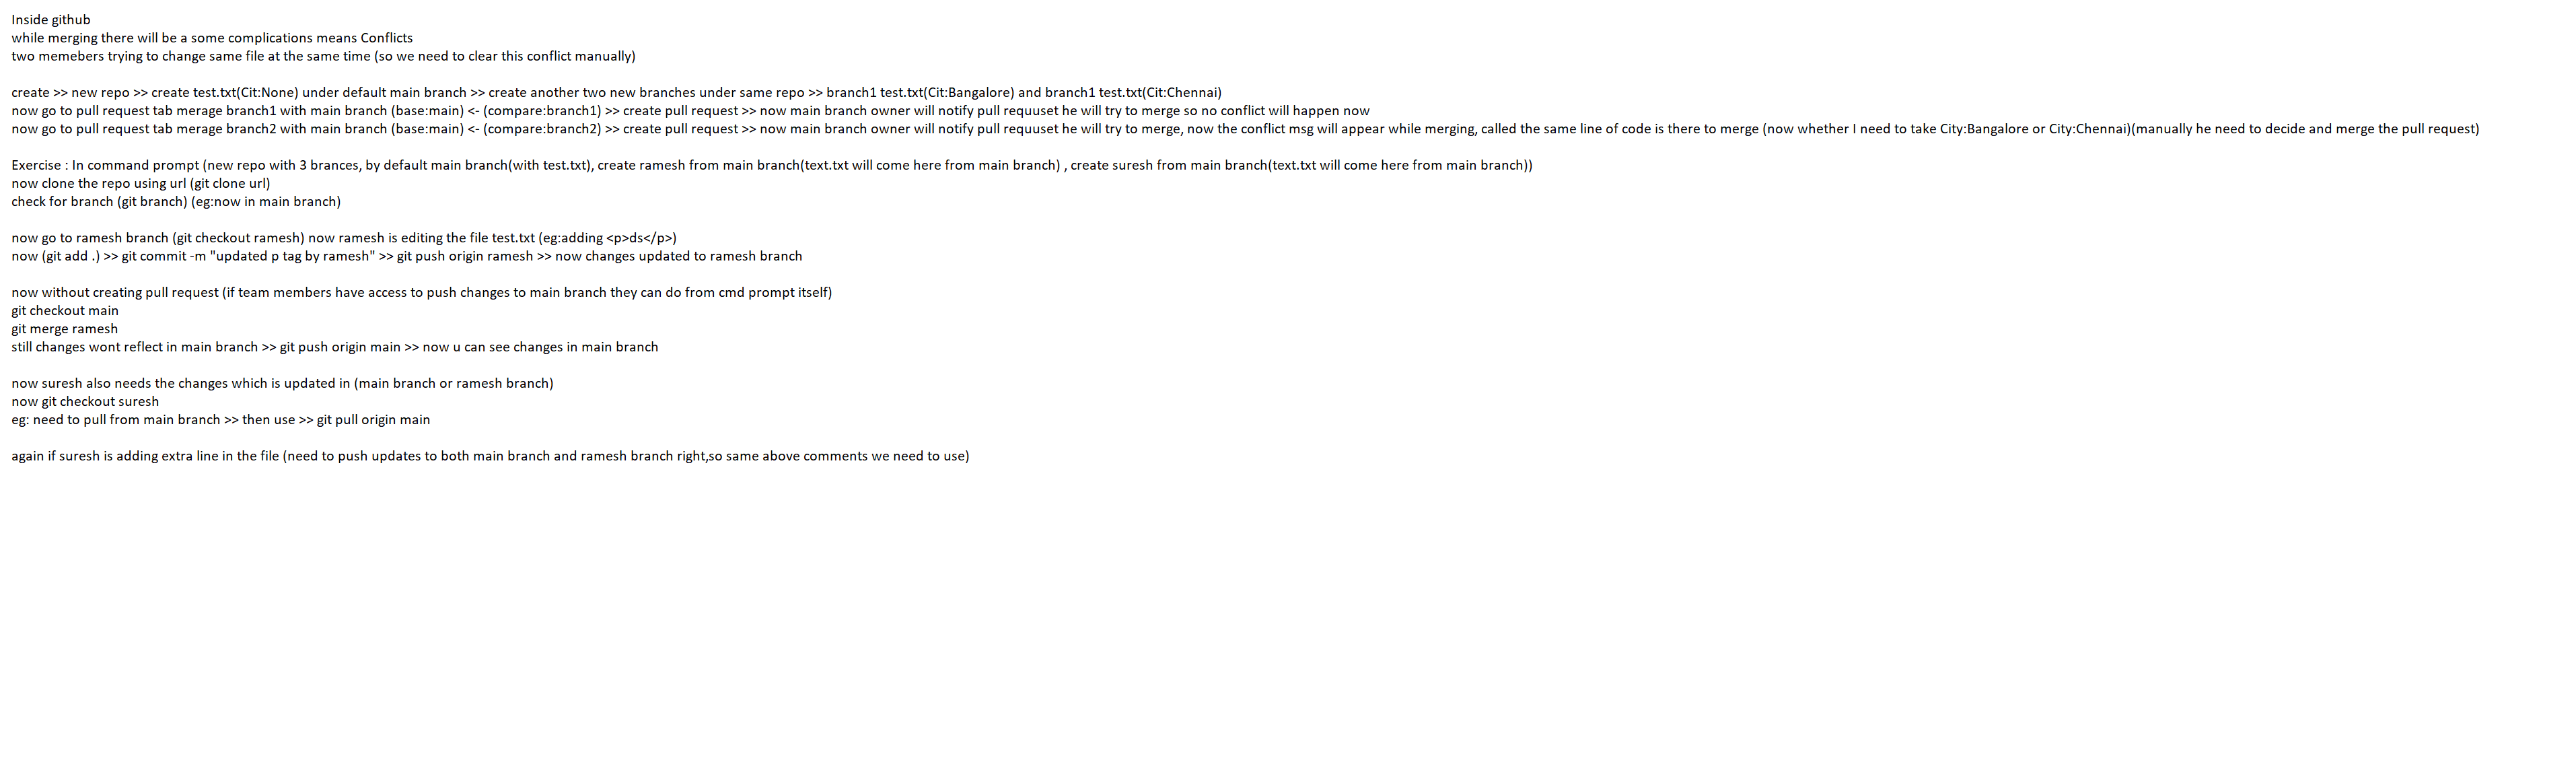 Inside github
while merging there will be a some complications means Conflicts
two memebers trying to change same file at the same time (so we need to clear this conflict manually)
create >> new repo >> create test.txt(Cit:None) under default main branch >> create another two new branches under same repo >> branch1 test.txt(Cit:Bangalore) and branch1 test.txt(Cit:Chennai)
now go to pull request tab merage branch1 with main branch (base:main) <- (compare:branch1) >> create pull request >> now main branch owner will notify pull requuset he will try to merge so no conflict will happen now
now go to pull request tab merage branch2 with main branch (base:main) <- (compare:branch2) >> create pull request >> now main branch owner will notify pull requuset he will try to merge, now the conflict msg will appear while merging, called the same line of code is there to merge (now whether I need to take City:Bangalore or City:Chennai)(manually he need to decide and merge the pull request)
Exercise : In command prompt (new repo with 3 brances, by default main branch(with test.txt), create ramesh from main branch(text.txt will come here from main branch) , create suresh from main branch(text.txt will come here from main branch))
now clone the repo using url (git clone url)
check for branch (git branch) (eg:now in main branch)
now go to ramesh branch (git checkout ramesh) now ramesh is editing the file test.txt (eg:adding <p>ds</p>)
now (git add .) >> git commit -m "updated p tag by ramesh" >> git push origin ramesh >> now changes updated to ramesh branch
now without creating pull request (if team members have access to push changes to main branch they can do from cmd prompt itself)
git checkout main
git merge ramesh
still changes wont reflect in main branch >> git push origin main >> now u can see changes in main branch
now suresh also needs the changes which is updated in (main branch or ramesh branch)
now git checkout suresh
eg: need to pull from main branch >> then use >> git pull origin main
again if suresh is adding extra line in the file (need to push updates to both main branch and ramesh branch right,so same above comments we need to use)